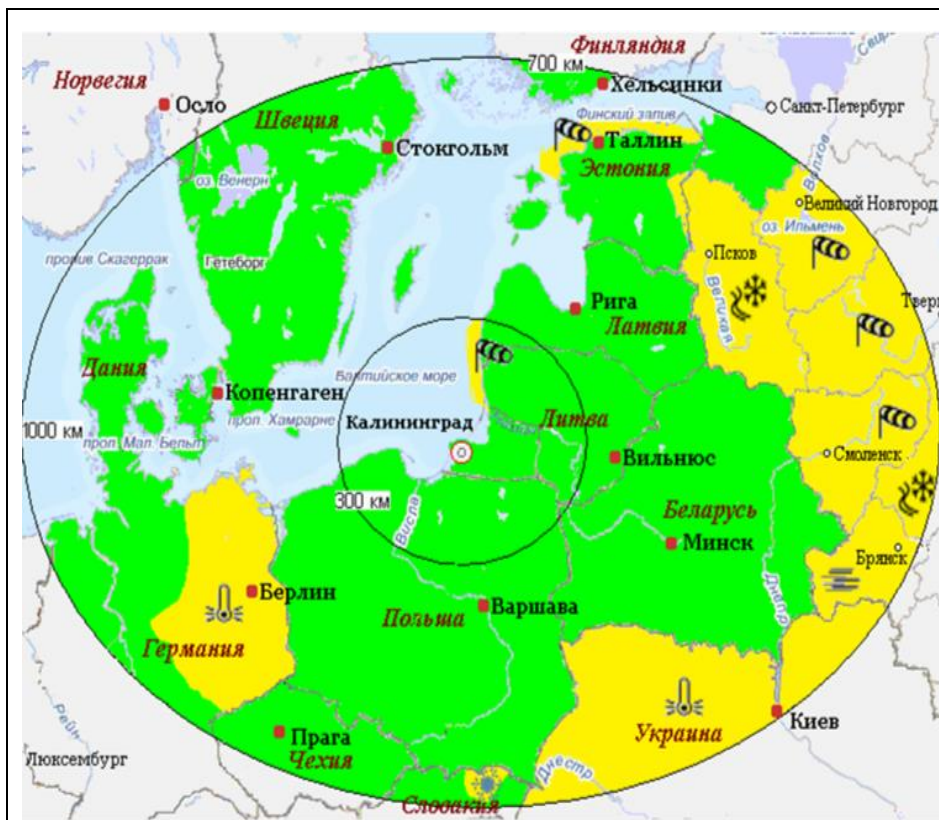 Финляндия
Норвегия
700 км
Хельсинки
Осло
Швеция
Санкт-Петербург
Финский залив
Таллин
Стокгольм
Эстония
Волхов
оз. Венерн
Великий Новгород
оз. Ильмень
пролив Скагеррак
Гетеборг
Псков
Великая
Рига
Твер
Латвия
Дания
Балтийское море
Копенгаген
Литва
прол. Хамрарне
Калининград
1000 км
прол. Мал. Бельт
Смоленск
Вильнюс
300 км
Висла
Беларусь
Минск
Брянск
Днепр
Берлин
Польша
Варшава
Германия
Рейн
Киев
Украина
Прага
Чехия
Люксембург
Днестр
Словакия